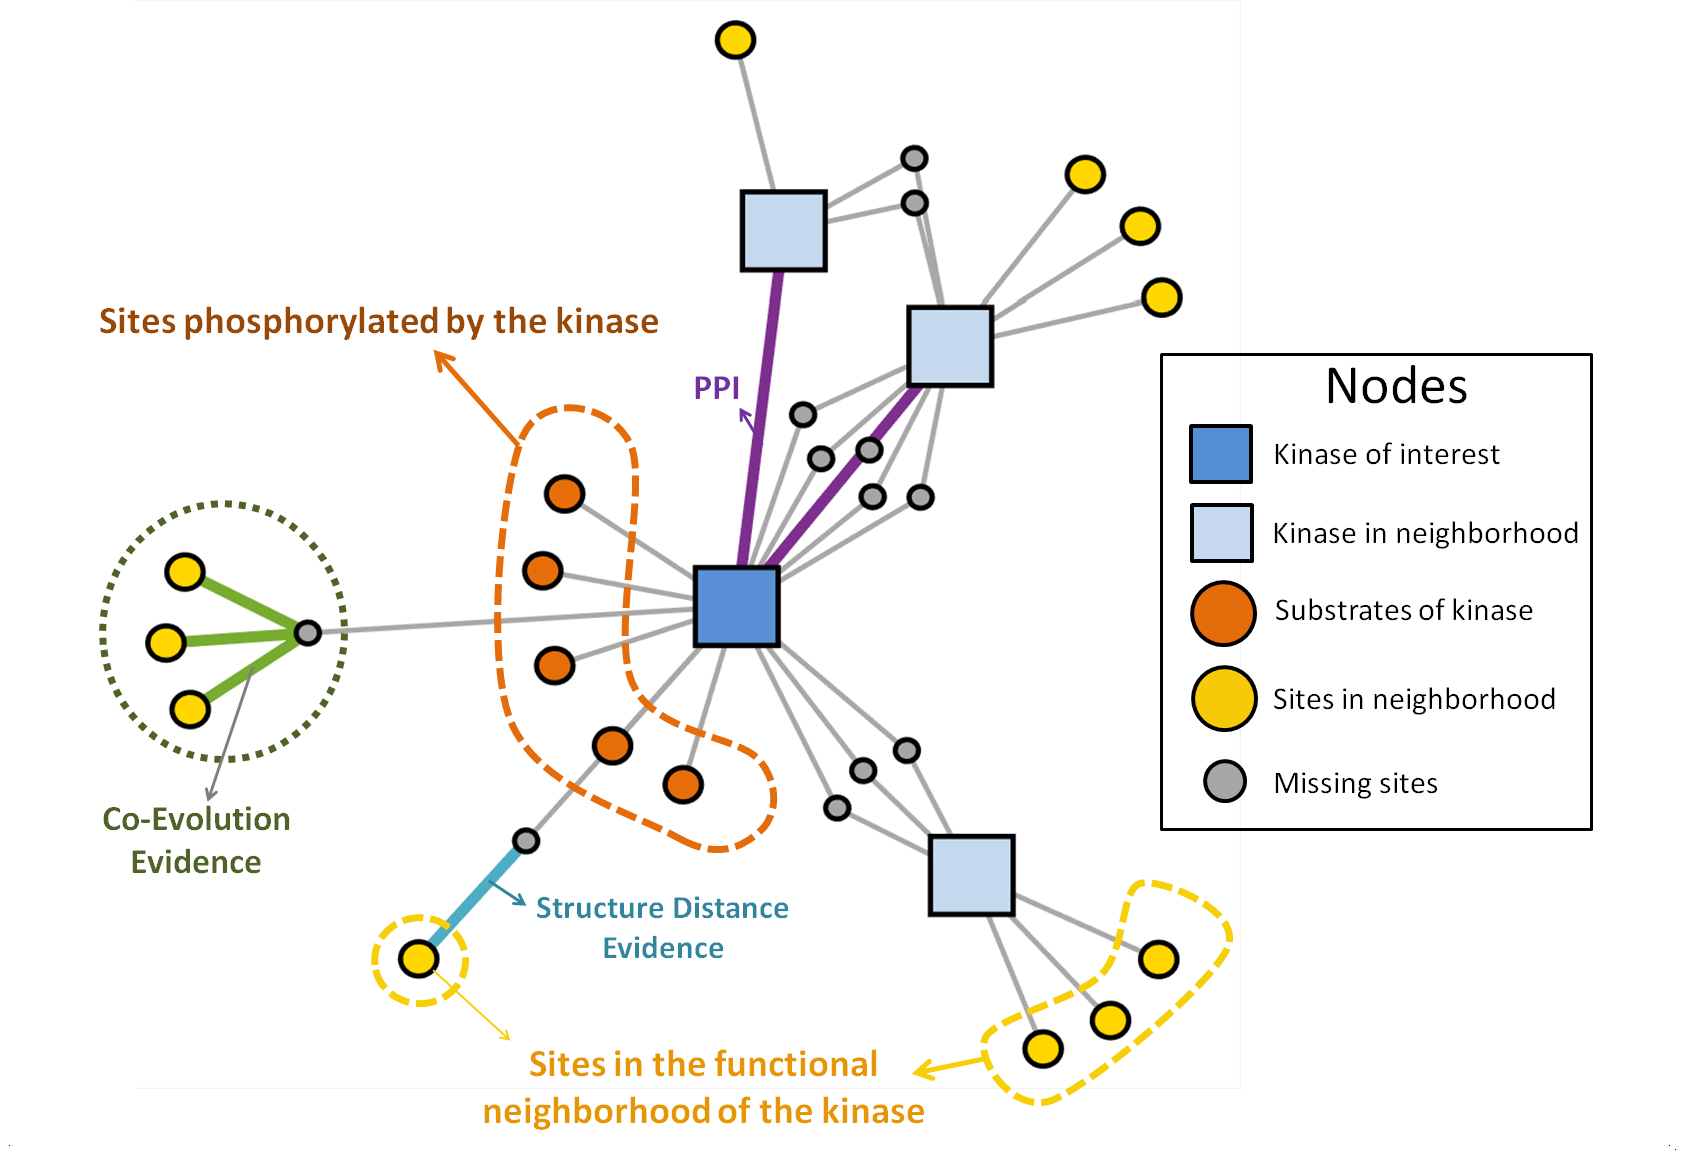 Sites phosphorylated by the kinase
PPI
Nodes
Kinase of interest
Kinase in neighborhood
Substrates of kinase
Sites in neighborhood
Missing sites
Co-Evolution
Evidence
Structure Distance
Evidence
Sites in the functional
neighborhood of the kinase